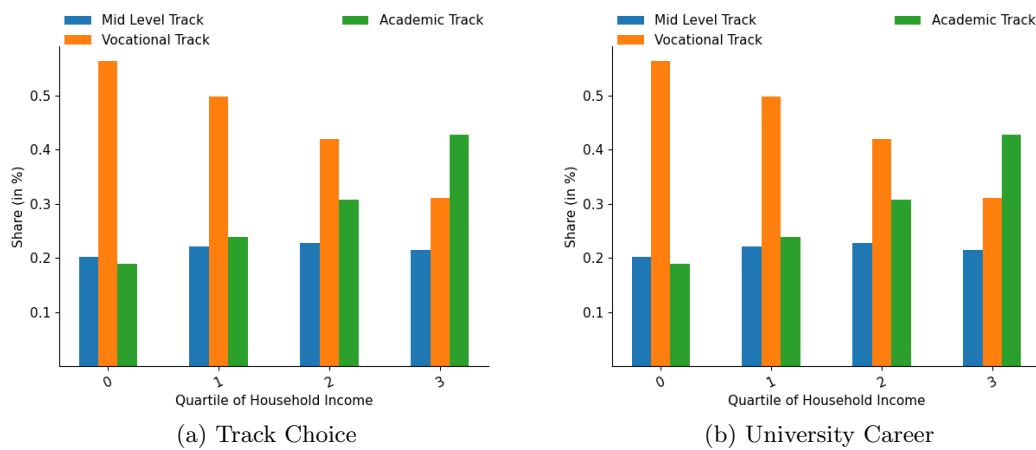 Mid Level Track
Vocational Track
Academic Track
Share (in %)
0.5
0.4
0.3
0.2
0.1
0 1 2 3
Quartile of Household Income
(a) Track Choice
Mid Level Track
Vocational Track
Academic Track
Share (in %)
0.5
0.4
0.3
0.2
0.1
0 1 2 3
Quartile of Household Income
(b) University Career